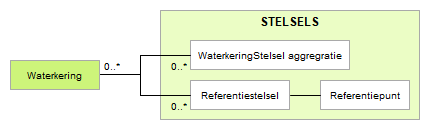 STELSELS
WaterkeringStelsel aggregratie
0..*
0..*
Waterkering
Referentiestelsel
Referentiepunt
0..*